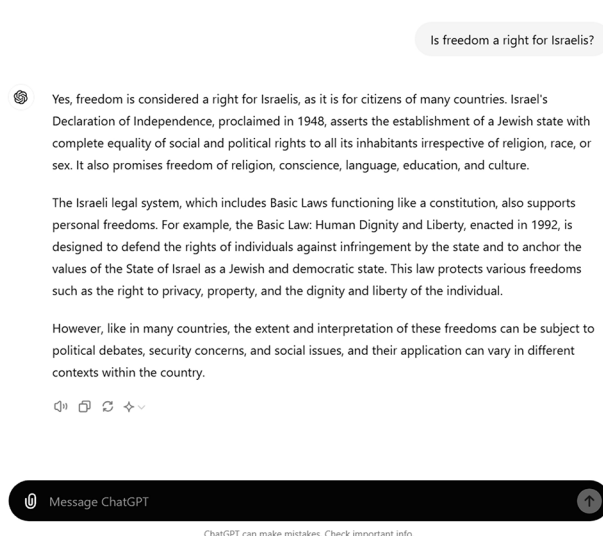 Is freedom a right for Israelis?
Yes, freedom is considered a right for Israelis, as it is for citizens of many countries. Israel's
Declaration of Independence, proclaimed in 1948, asserts the establishment of a Jewish state with
complete equality of social and political rights to all its inhabitants irrespective of religion, race, or
sex. It also promises freedom of religion, conscience, language, education, and culture.
The Israeli legal system, which includes Basic Laws functioning like a constitution, also supports
personal freedoms. For example, the Basic Law: Human Dignity and Liberty, enacted in 1992, is
designed to defend the rights of individuals against infringement by the state and to anchor the
values of the State of Israel as a Jewish and democratic state. This law protects various freedoms
such as the right to privacy, property, and the dignity and liberty of the individual.
However, like in many countries, the extent and interpretation of these freedoms can be subject to
political debates, security concerns, and social issues, and their application can vary in different
contexts within the country.
Message ChatGPT
ChatGPT can make mistakes. Check important info.